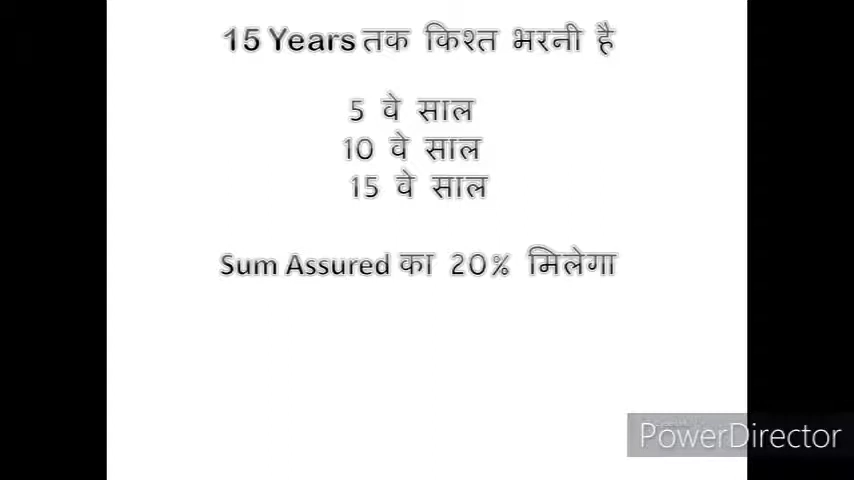 15 Years तक किश्त भरनी है
5 वे साल
10 वे साल
15 वे साल
Sum Assured का 20% मिलेगा
PowerDirector